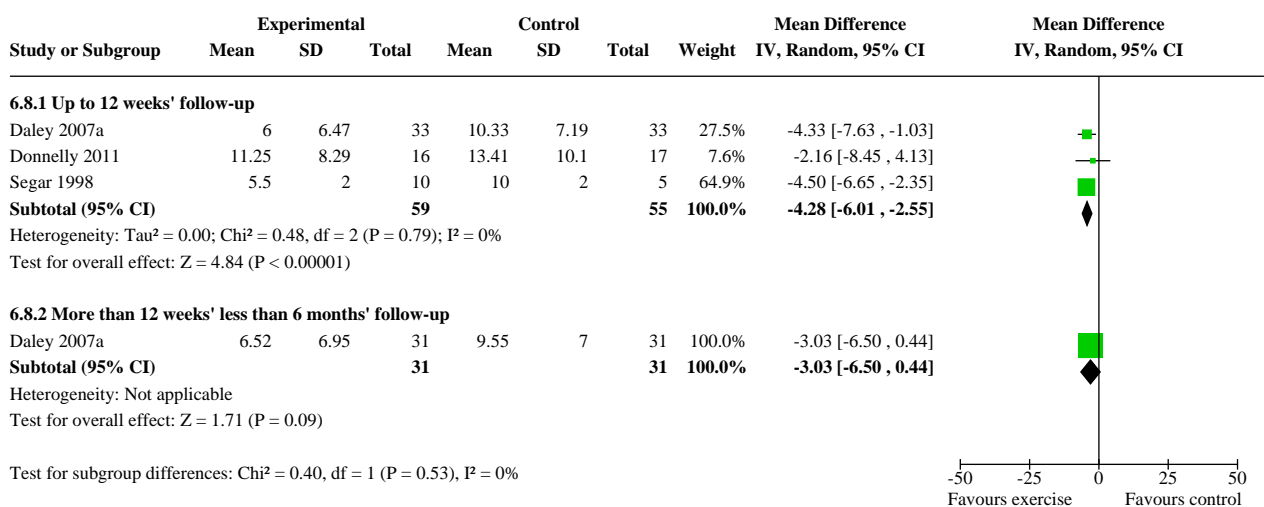 Experimental Control Mean Difference Mean Difference
Study or Subgroup Mean SD Total Mean SD Total Weight IV, Random, 95% CI IV, Random, 95% CI
6.8.1 Up to 12 weeks' follow-up
Daley 2007a 6 6.47 33 10.33 7.19 33 27.5% -4.33 [-7.63 , -1.03]
Donnelly 2011 11.25 8.29 16 13.41 10.1 17 7.6% -2.16 [-8.45 , 4.13]
Segar 1998 5.5 2 10 10 2 5 64.9% -4.50 [-6.65 , -2.35]
Subtotal (95% CI) 59 55 100.0% -4.28 [-6.01 , -2.55]
Heterogeneity: Tau² = 0.00; Chi² = 0.48, df = 2 (P = 0.79); I² = 0%
Test for overall effect: Z = 4.84 (P < 0.00001)
6.8.2 More than 12 weeks' less than 6 months' follow-up
Daley 2007a 6.52 6.95 31 9.55 7 31 100.0% -3.03 [-6.50 , 0.44]
Subtotal (95% CI) 31 31 100.0% -3.03 [-6.50 , 0.44]
Heterogeneity: Not applicable
Test for overall effect: Z = 1.71 (P = 0.09)
Test for subgroup differences: Chi² = 0.40, df = 1 (P = 0.53), I² = 0%
-50 -25 0 25 50
Favours exercise Favours control